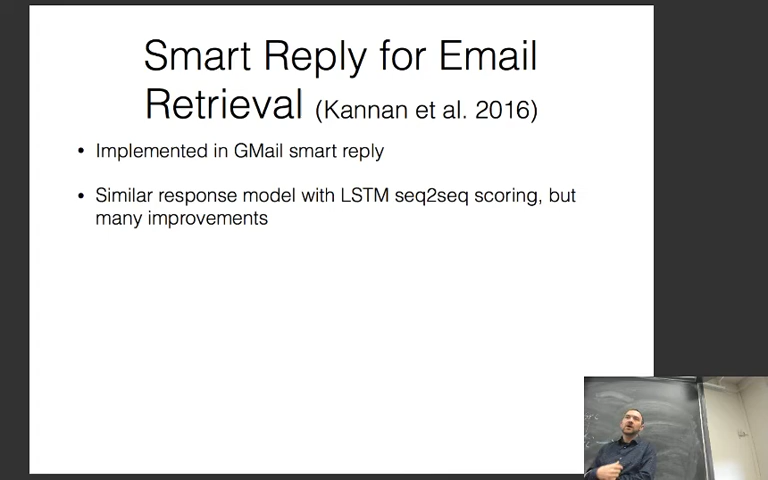 Smart Reply for Email
Retrieval (Kannan et al. 2016)
• Implemented in GMail smart reply
• Similar response model with LSTM seq2seq scoring, but
many improvements